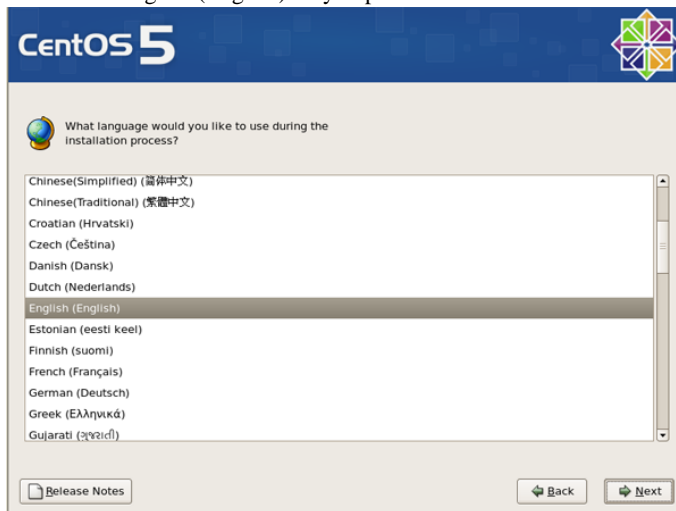 CentOS 5
What language would you like to use during the
installation process?
Chinese(Simplified) (简体中文)
Chinese(Traditional) (繁體中文)
Croatian (Hrvatski)
Czech (Čeština)
Danish (Dansk)
Dutch (Nederlands)
English (English)
Estonian (eesti keel)
Finnish (suomi)
French (Français)
German (Deutsch)
Greek (Ελληνικά)
Gujarati (ગુજરાતી)
Release Notes
Back
Next